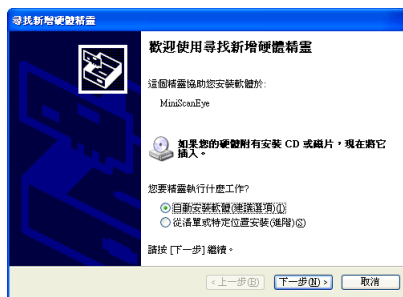 尋找新增硬體精靈
歡迎使用尋找新增硬體精靈
這個精靈協助您安裝軟體於:
MiniScanEye
如果您的硬體附有安裝 CD 或磁片，現在將它
插入。
您要精靈執行什麼工作?
自動安裝軟體(建議選項)(I)
從清單或特定位置安裝(進階)(S)
請按 [下一步] 繼續。
<上一步(B) 下一步(N)> 取消